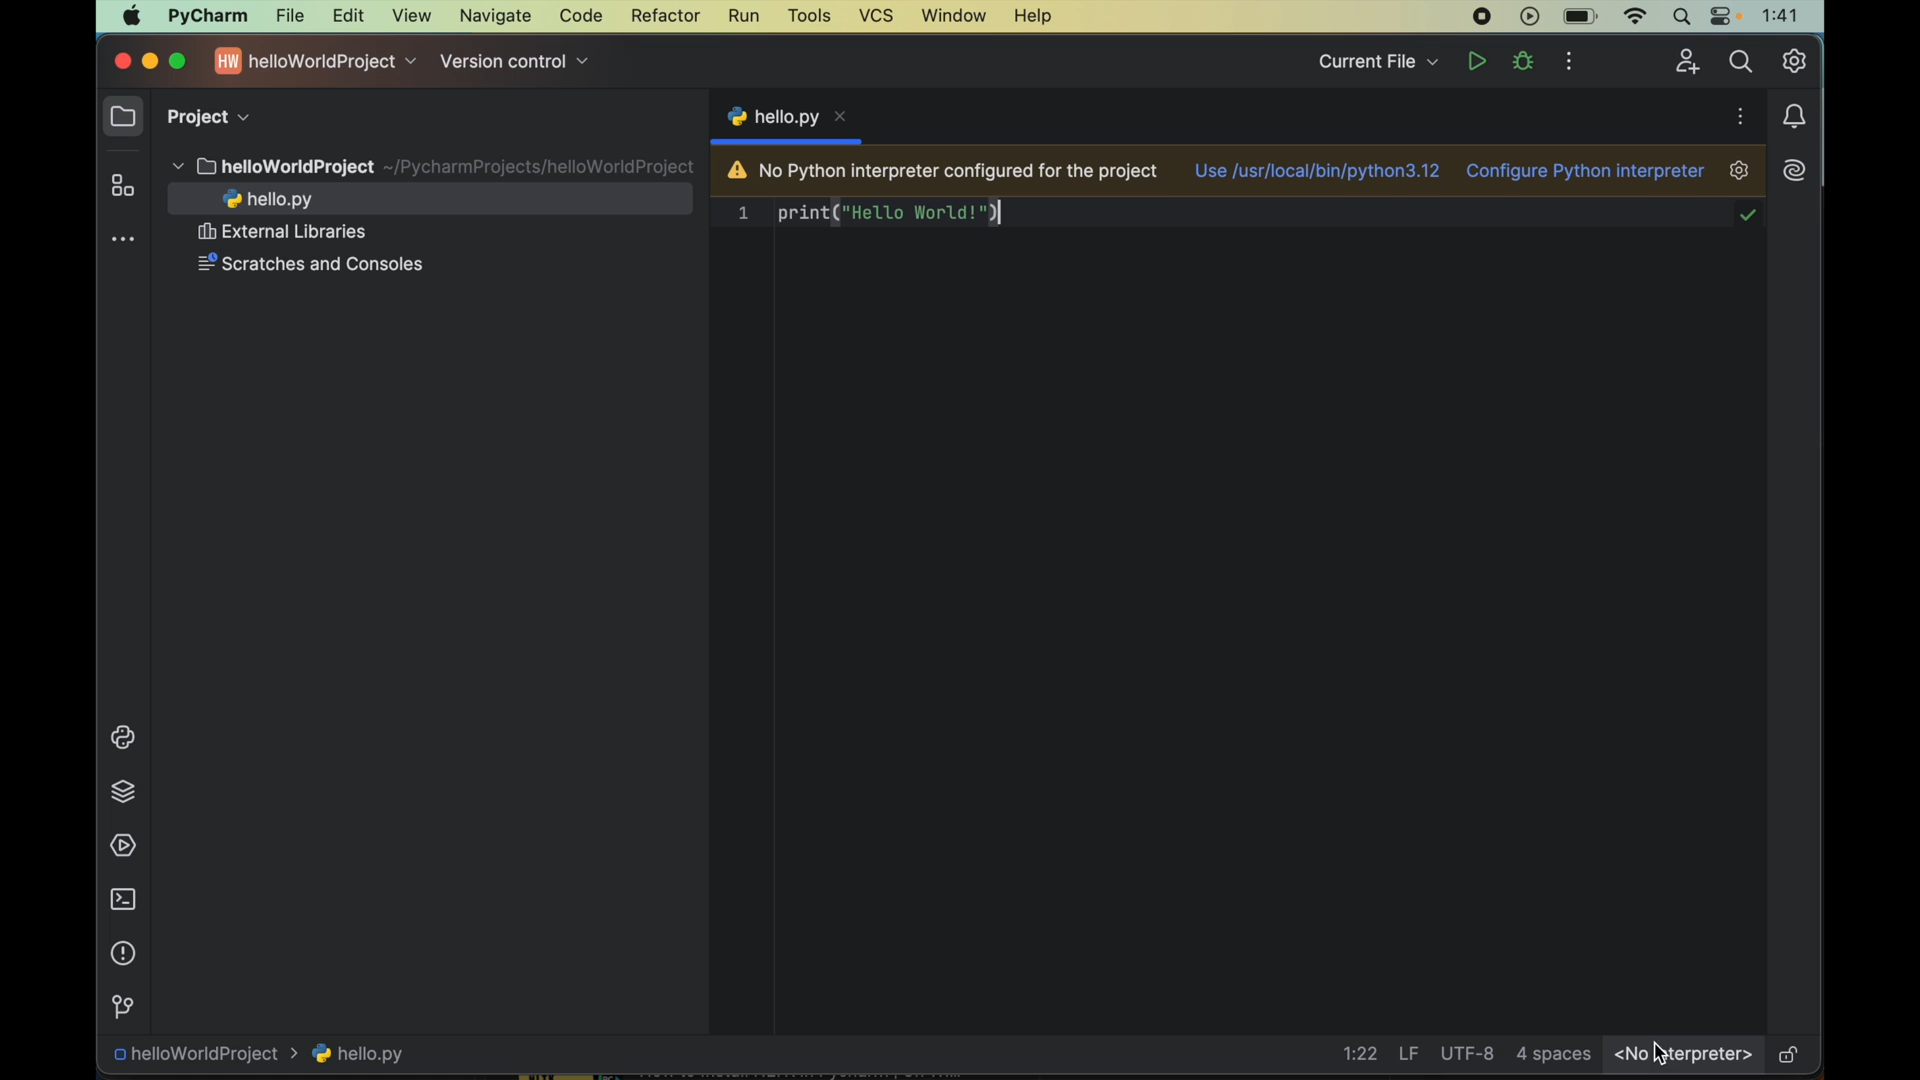 PyCharm File Edit View Navigate Code Refactor Run Tools VCS Window Help 1:41
HW helloWorldProject Version control Current File
Project
hello.py
helloWorldProject ~/PycharmProjects/helloWorldProject
hello.py
External Libraries
Scratches and Consoles
No Python interpreter configured for the project Use /usr/local/bin/python3.12 Configure Python interpreter
1 print("Hello World!")
helloWorldProject > hello.py 1:22 LF UTF-8 4 spaces <No terpreter>